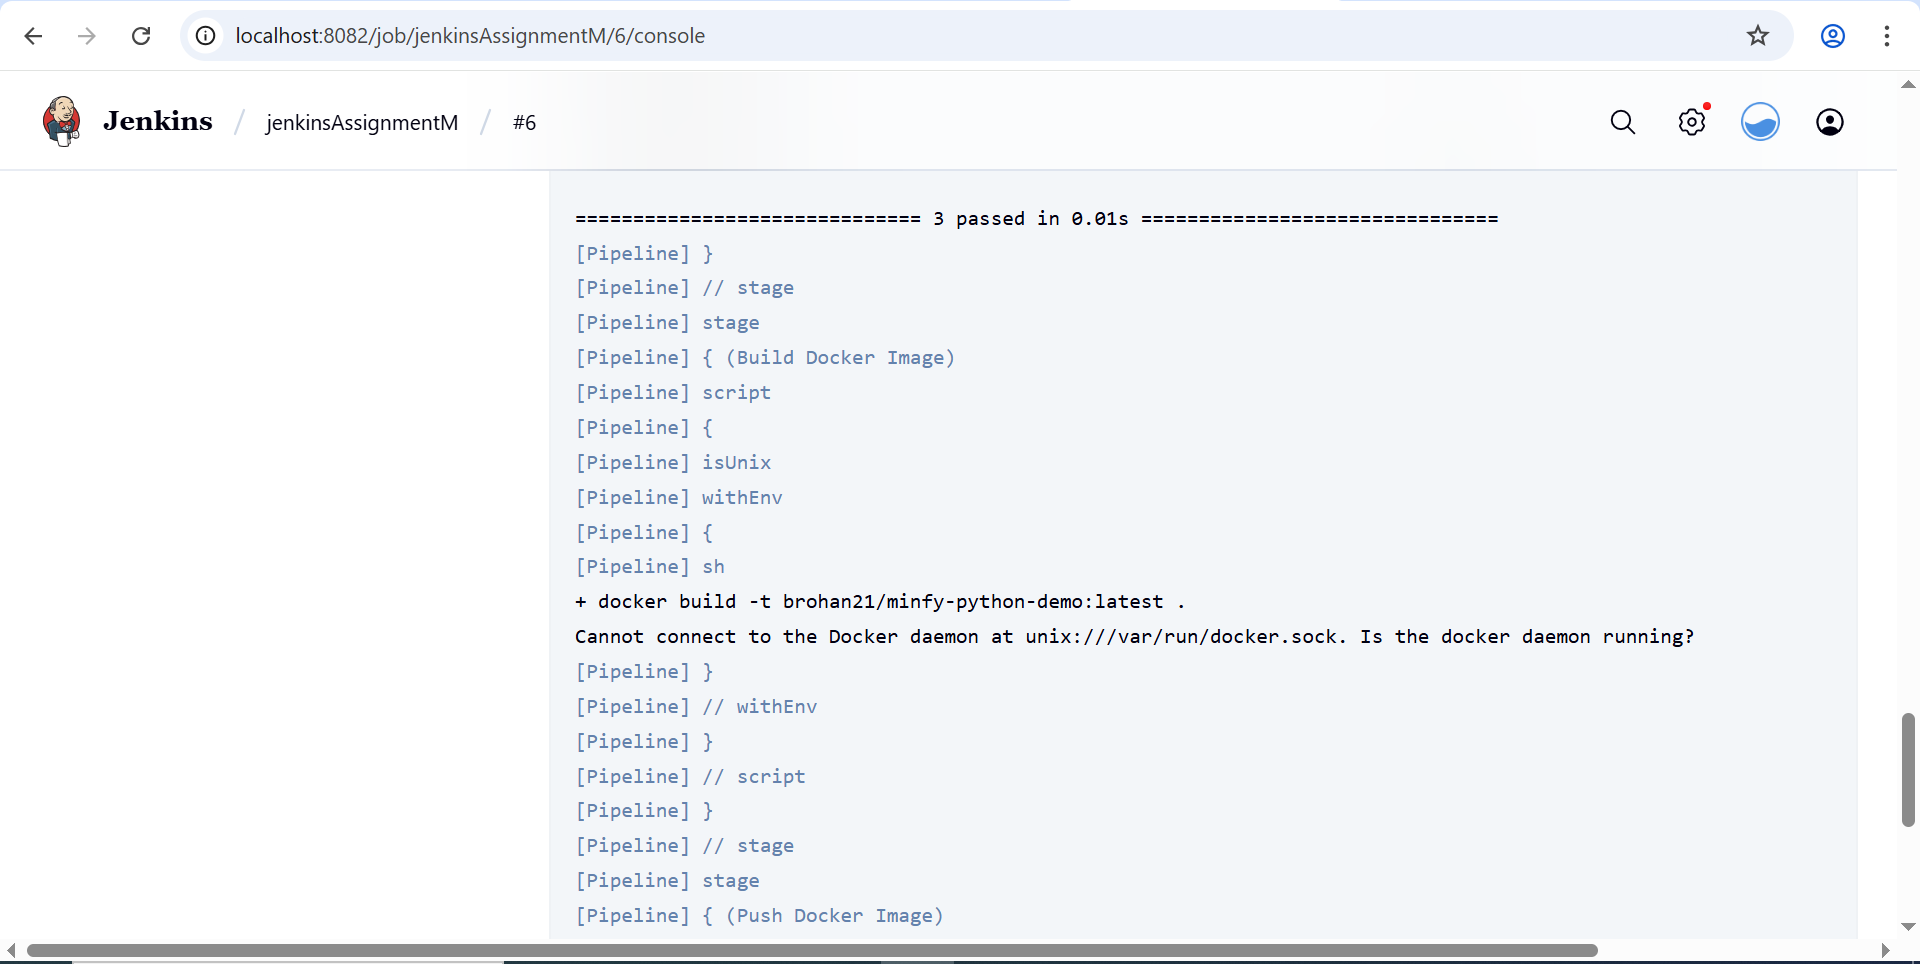 localhost:8082/job/jenkinsAssignmentM/6/console
Jenkins / jenkinsAssignmentM / #6
============================== 3 passed in 0.01s ===============================
[Pipeline] }
[Pipeline] // stage
[Pipeline] stage
[Pipeline] { (Build Docker Image)
[Pipeline] script
[Pipeline] {
[Pipeline] isUnix
[Pipeline] withEnv
[Pipeline] {
[Pipeline] sh
+ docker build -t brohan21/minfy-python-demo:latest .
Cannot connect to the Docker daemon at unix:///var/run/docker.sock. Is the docker daemon running?
[Pipeline] }
[Pipeline] // withEnv
[Pipeline] }
[Pipeline] // script
[Pipeline] }
[Pipeline] // stage
[Pipeline] stage
[Pipeline] { (Push Docker Image)